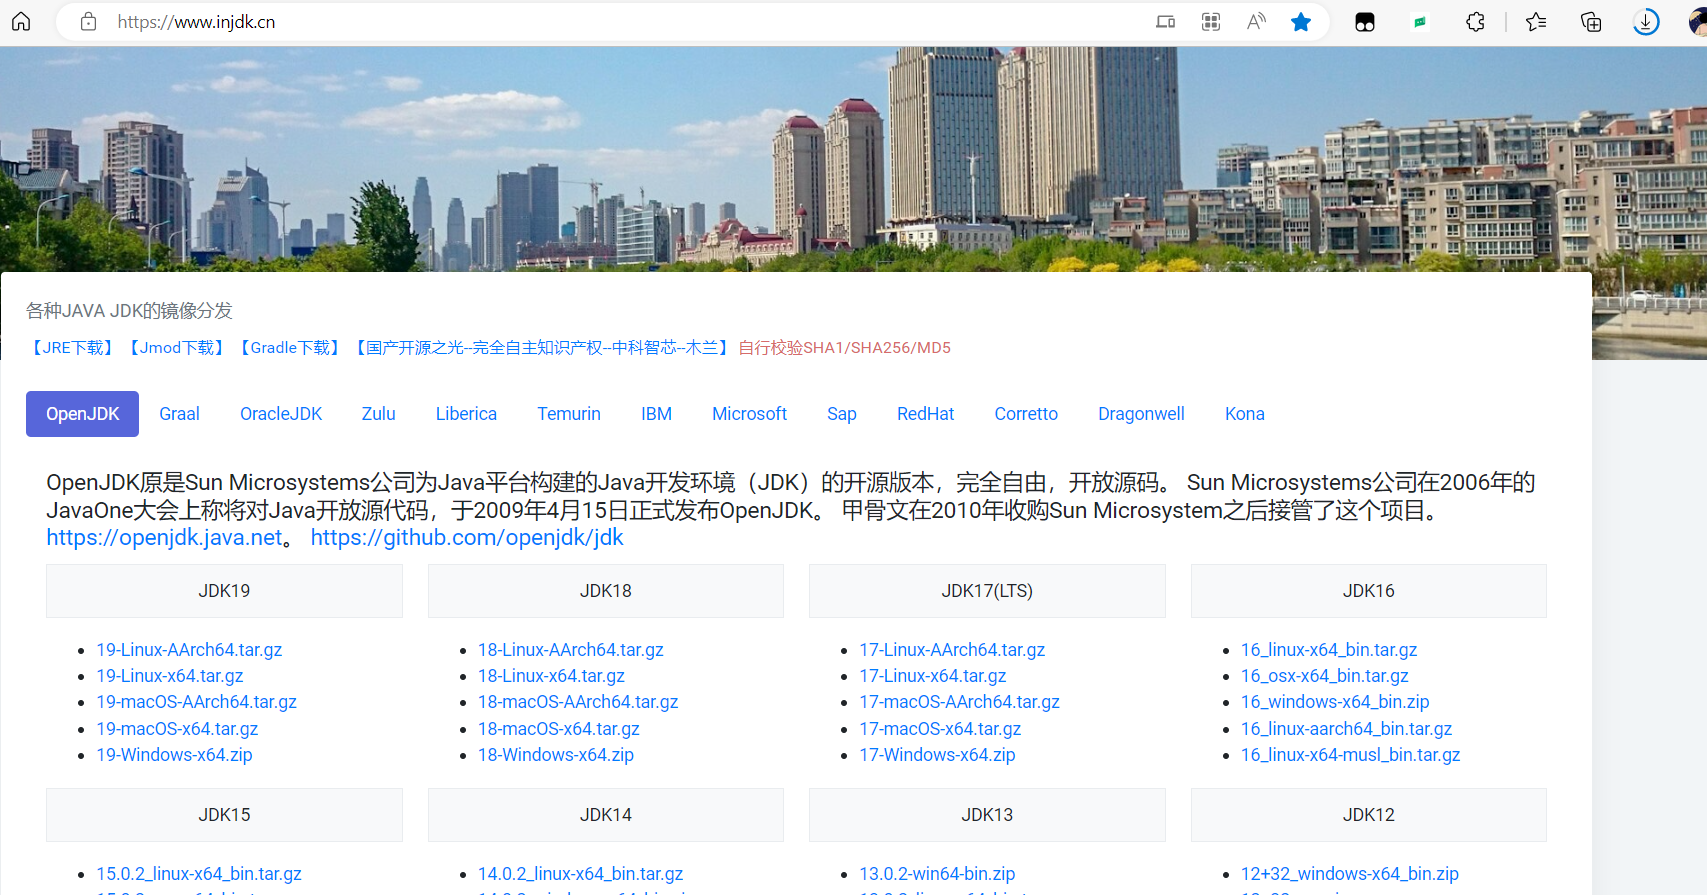 https://www.injdk.cn
各种JAVA JDK的镜像分发
【JRE下载】 【Jmod下载】 【Gradle下载】 【国产开源之光--完全自主知识产权--中科智芯--木兰】 自行校验SHA1/SHA256/MD5
OpenJDK Graal OracleJDK Zulu Liberica Temurin IBM Microsoft Sap RedHat Corretto Dragonwell Kona
OpenJDK原是Sun Microsystems公司为Java平台构建的Java开发环境（JDK）的开源版本，完全自由，开放源码。 Sun Microsystems公司在2006年的
JavaOne大会上称将对Java开放源代码，于2009年4月15日正式发布OpenJDK。 甲骨文在2010年收购Sun Microsystem之后接管了这个项目。
https://openjdk.java.net。 https://github.com/openjdk/jdk
JDK19 JDK18 JDK17(LTS) JDK16
19-Linux-AArch64.tar.gz 18-Linux-AArch64.tar.gz 17-Linux-AArch64.tar.gz 16_linux-x64_bin.tar.gz
19-Linux-x64.tar.gz 18-Linux-x64.tar.gz 17-Linux-x64.tar.gz 16_osx-x64_bin.tar.gz
19-macOS-AArch64.tar.gz 18-macOS-AArch64.tar.gz 17-macOS-AArch64.tar.gz 16_windows-x64_bin.zip
19-macOS-x64.tar.gz 18-macOS-x64.tar.gz 17-macOS-x64.tar.gz 16_linux-aarch64_bin.tar.gz
19-Windows-x64.zip 18-Windows-x64.zip 17-Windows-x64.zip 16_linux-x64-musl_bin.tar.gz
JDK15 JDK14 JDK13 JDK12
15.0.2_linux-x64_bin.tar.gz 14.0.2_linux-x64_bin.tar.gz 13.0.2-win64-bin.zip 12+32_windows-x64_bin.zip